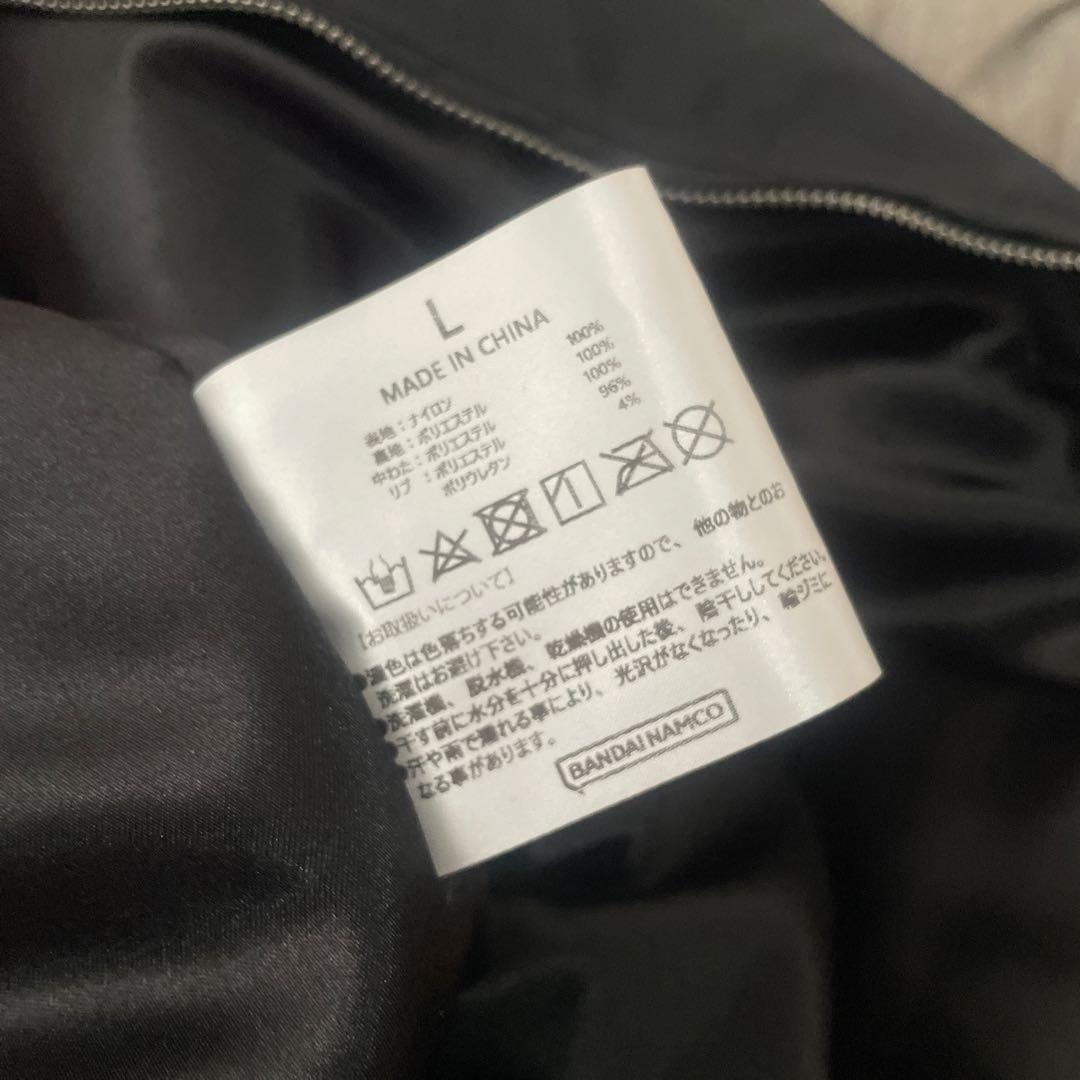 L
MADE IN CHINA
表地：ナイロン 100%
裏地：ポリエステル 100%
中わた：ポリエステル 100%
リブ：ポリエステル 96%
ポリウレタン 4%
【お取扱いについて】
●濃色は色落ちする可能性がありますので、他の物とのお
洗濯はお避け下さい。
●洗濯機、脱水機、乾燥機の使用はできません。
●干す前に水分を十分に押し出した後、陰干ししてください。
●汗や雨で濡れる事により、光沢がなくなったり、輪ジミに
なる事があります。
BANDAI NAMCO